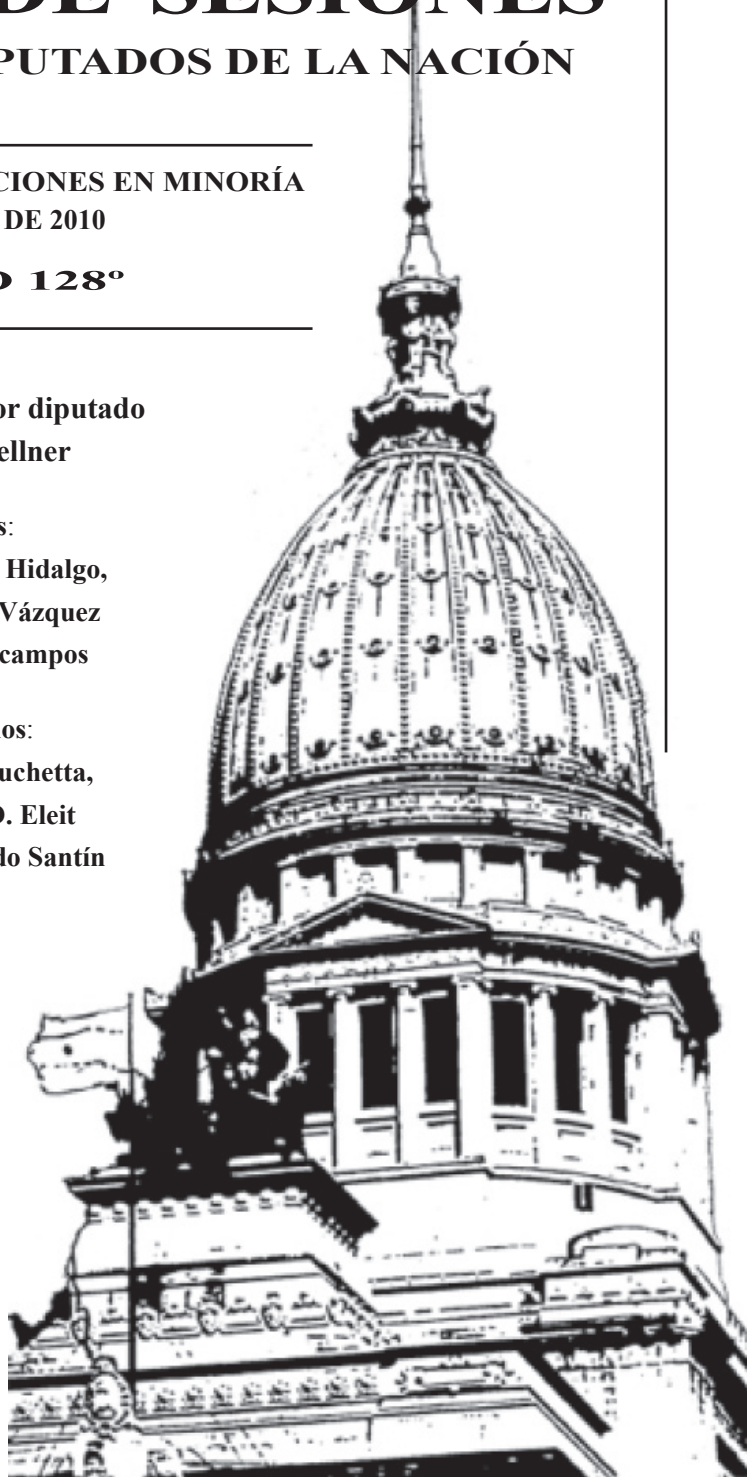 DE SESIONES
PUTADOS DE LA NACIÓN
CIONES EN MINORÍA
DE 2010
O 128º
or diputado
ellner
s:
Hidalgo,
Vázquez
campos
ios:
uchetta,
D. Eleit
do Santín